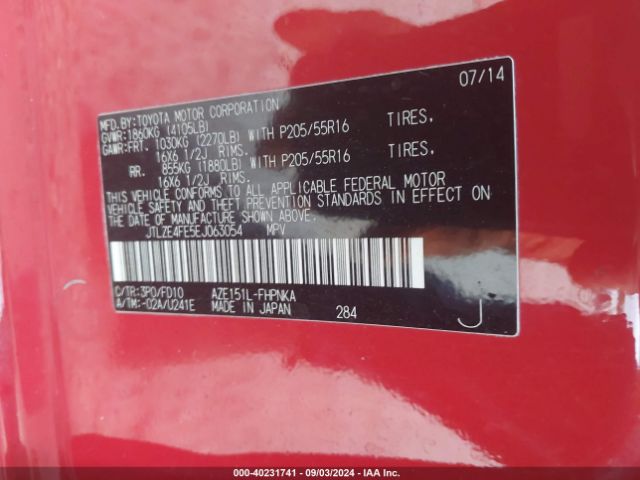 07/14
MFD.BY:TOYOTA MOTOR CORPORATION
GVWR:1860KG (4105LB)
GAWR:FRT. 1030KG (2270LB) WITH P205/55R16 TIRES.
16X6 1/2J RIMS.
RR. 855KG (1880LB) WITH P205/55R16 TIRES.
16X6 1/2J RIMS.
THIS VEHICLE CONFORMS TO ALL APPLICABLE FEDERAL MOTOR
VEHICLE SAFETY AND THEFT PREVENTION STANDARDS IN EFFECT ON
THE DATE OF MANUFACTURE SHOWN ABOVE.
JTLZE4FE5EJ063054 MPV
C/TR:3P0/FD10 AZE151L-FHPNKA
A/TM:-02A/U241E MADE IN JAPAN 284 J
000-40231741 - 09/03/2024 - IAA Inc.